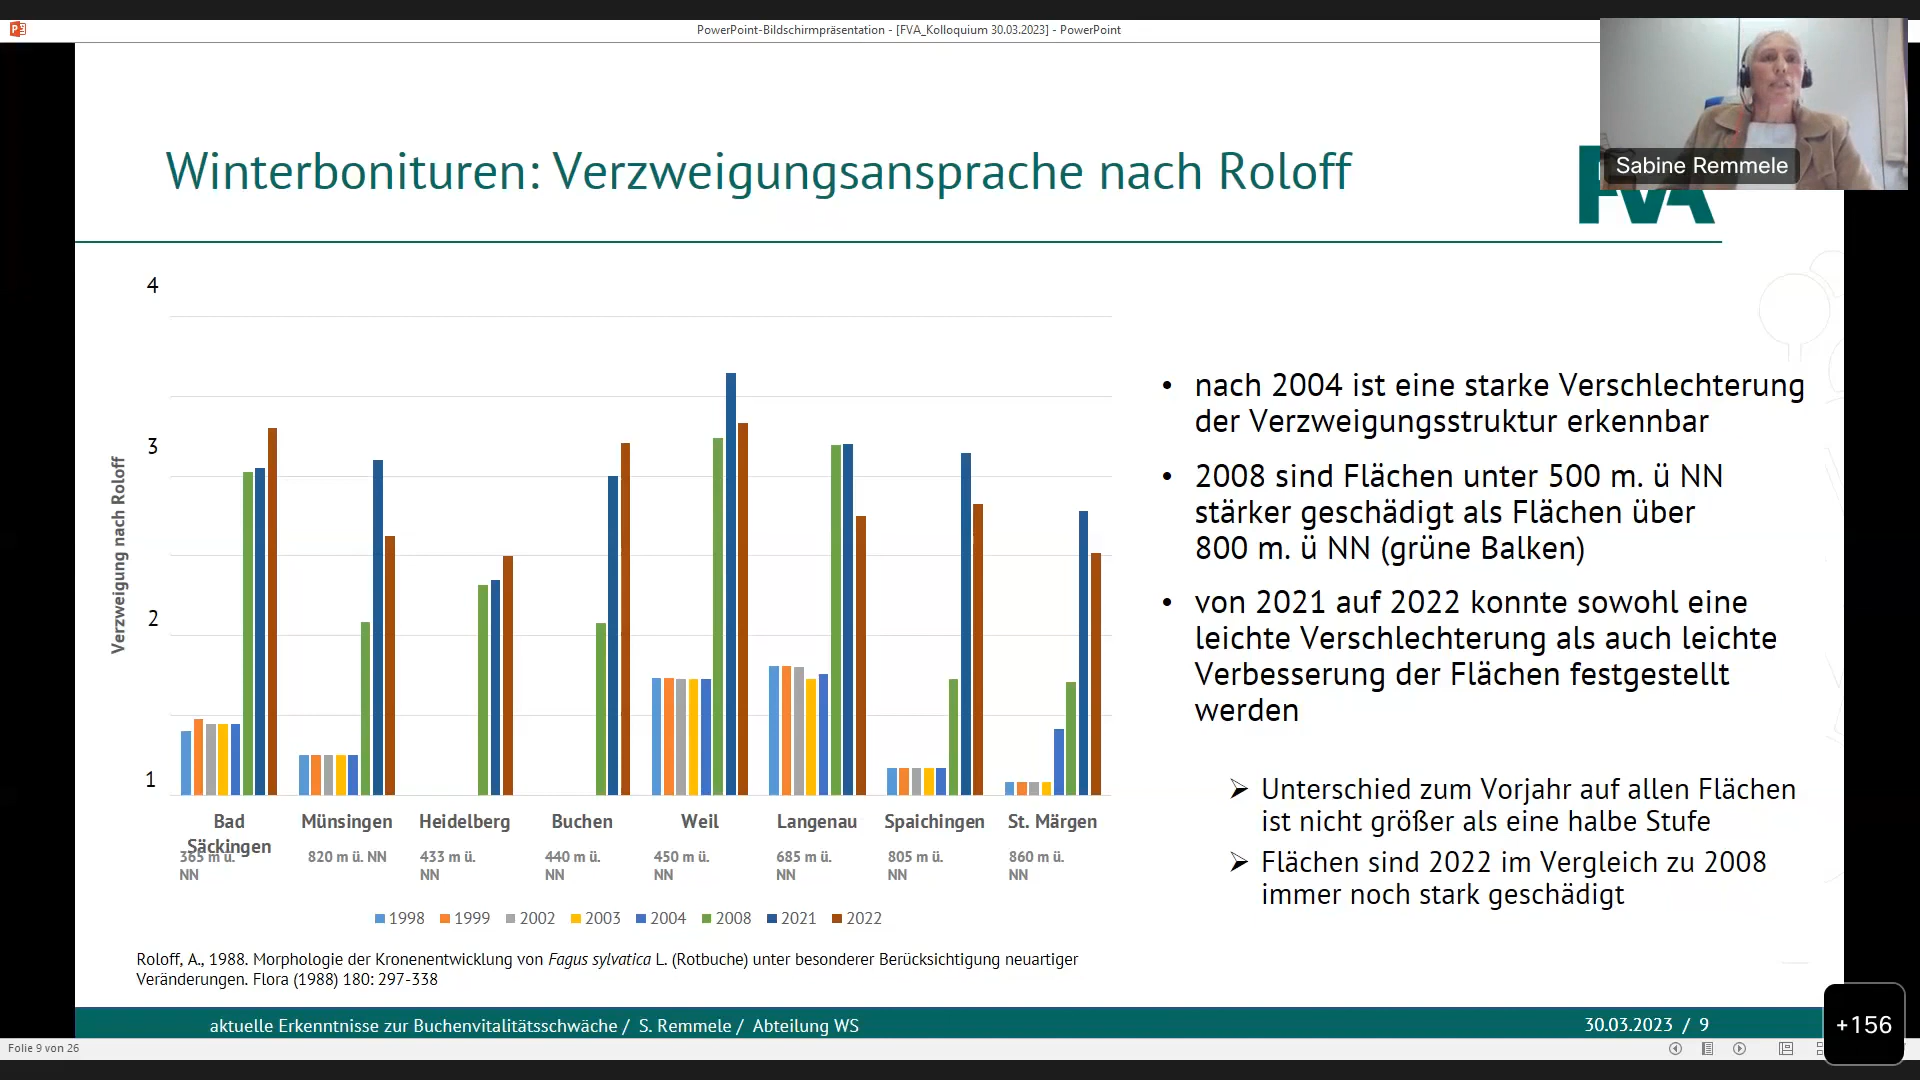 PowerPoint-Bildschirmpräsentation - [FVA_Kolloquium 30.03.2023] - PowerPoint
Sabine Remmele
Winterbonituren: Verzweigungsansprache nach Roloff
FVA
4
3
2
1
Verzweigung nach Roloff
Bad Säckingen
Münsingen
Heidelberg
Buchen
Weil
Langenau
Spaichingen
St. Märgen
365 m ü. NN
820 m ü. NN
433 m ü. NN
440 m ü. NN
450 m ü. NN
685 m ü. NN
805 m ü. NN
860 m ü. NN
1998 1999 2002 2003 2004 2008 2021 2022
• nach 2004 ist eine starke Verschlechterung
der Verzweigungsstruktur erkennbar
• 2008 sind Flächen unter 500 m. ü NN
stärker geschädigt als Flächen über
800 m. ü NN (grüne Balken)
• von 2021 auf 2022 konnte sowohl eine
leichte Verschlechterung als auch leichte
Verbesserung der Flächen festgestellt
werden
➢ Unterschied zum Vorjahr auf allen Flächen
ist nicht größer als eine halbe Stufe
➢ Flächen sind 2022 im Vergleich zu 2008
immer noch stark geschädigt
Roloff, A., 1988. Morphologie der Kronenentwicklung von Fagus sylvatica L. (Rotbuche) unter besonderer Berücksichtigung neuartiger
Veränderungen. Flora (1988) 180: 297-338
aktuelle Erkenntnisse zur Buchenvitalitätsschwäche / S. Remmele / Abteilung WS
30.03.2023 / 9
+156
Folie 9 von 26